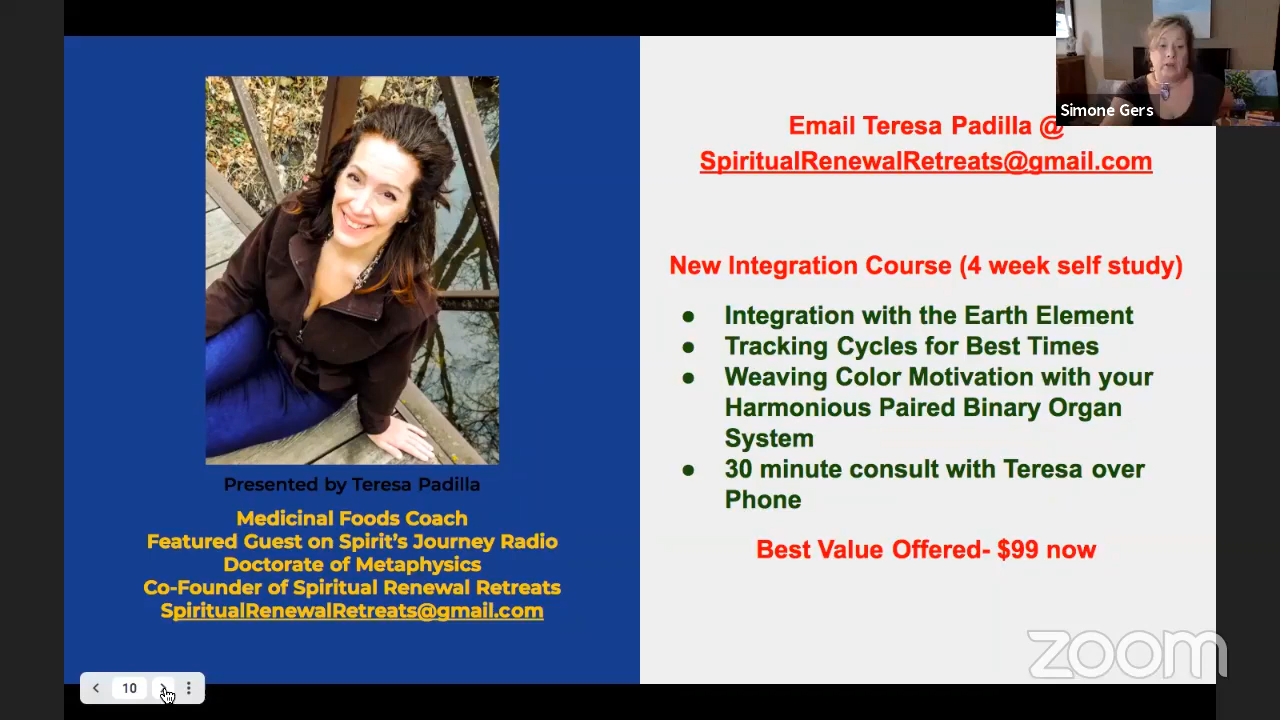 Simone Gers
Email Teresa Padilla @
SpiritualRenewalRetreats@gmail.com
New Integration Course (4 week self study)
● Integration with the Earth Element
● Tracking Cycles for Best Times
● Weaving Color Motivation with your
Harmonious Paired Binary Organ
System
● 30 minute consult with Teresa over
Phone
Best Value Offered- $99 now
Presented by Teresa Padilla
Medicinal Foods Coach
Featured Guest on Spirit's Journey Radio
Doctorate of Metaphysics
Co-Founder of Spiritual Renewal Retreats
SpiritualRenewalRetreats@gmail.com
10
zoom